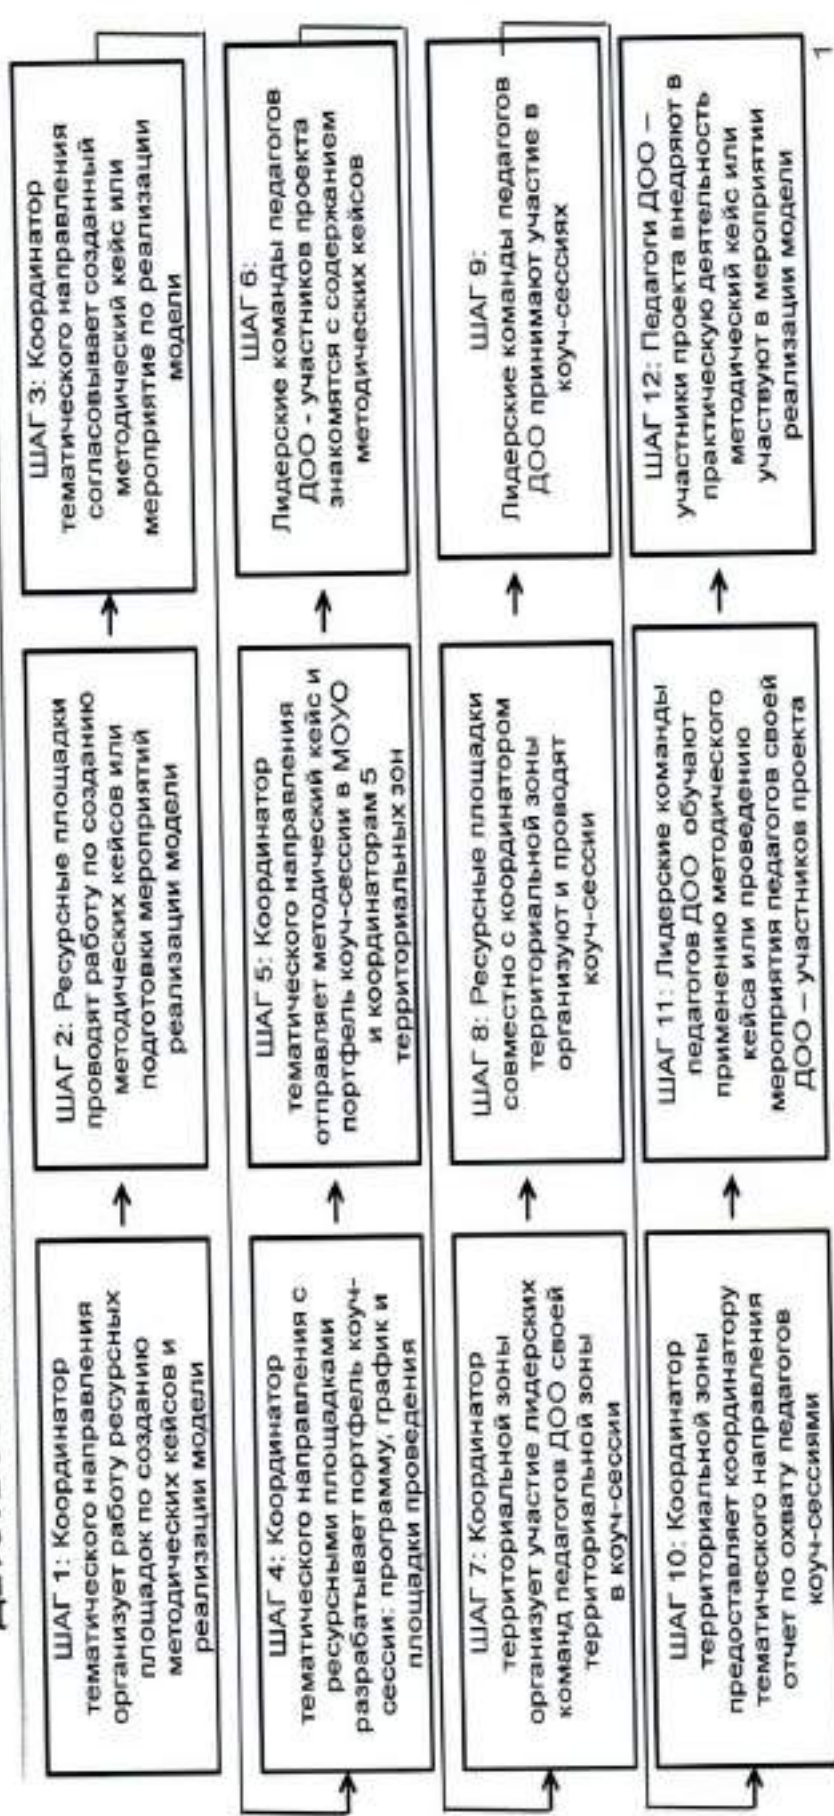 ШАГ 1: Координатор
тематического направления
организует работу ресурсных
площадок по созданию
методических кейсов и
реализации модели
ШАГ 2: Ресурсные площадки
проводят работу по созданию
методических кейсов или
подготовки мероприятий
реализации модели
ШАГ 3: Координатор
тематического направления
согласовывает созданный
методический кейс или
мероприятие по реализации
модели
ШАГ 4: Координатор
тематического направления с
ресурсными площадками
разрабатывает портфель коуч-
сессии: программу, график и
площадки проведения
ШАГ 5: Координатор
тематического направления
отправляет методический кейс и
портфель коуч-сессии в МОУО
и координаторам 5
территориальных зон
ШАГ 6:
Лидерские команды педагогов
ДОО - участников проекта
знакомятся с содержанием
методических кейсов
ШАГ 7: Координатор
территориальной зоны
организует участие лидерских
команд педагогов ДОО своей
территориальной зоны
в коуч-сессии
ШАГ 8: Ресурсные площадки
совместно с координатором
территориальной зоны
организуют и проводят
коуч-сессии
ШАГ 9:
Лидерские команды педагогов
ДОО принимают участие в
коуч-сессиях
ШАГ 10: Координатор
территориальной зоны
предоставляет координатору
тематического направления
отчет по охвату педагогов
коуч-сессиями
ШАГ 11: Лидерские команды
педагогов ДОО обучают
применению методического
кейса или проведению
мероприятия педагогов своей
ДОО – участников проекта
ШАГ 12: Педагоги ДОО –
участники проекта внедряют в
практическую деятельность
методический кейс или
участвуют в мероприятии
реализации модели
1